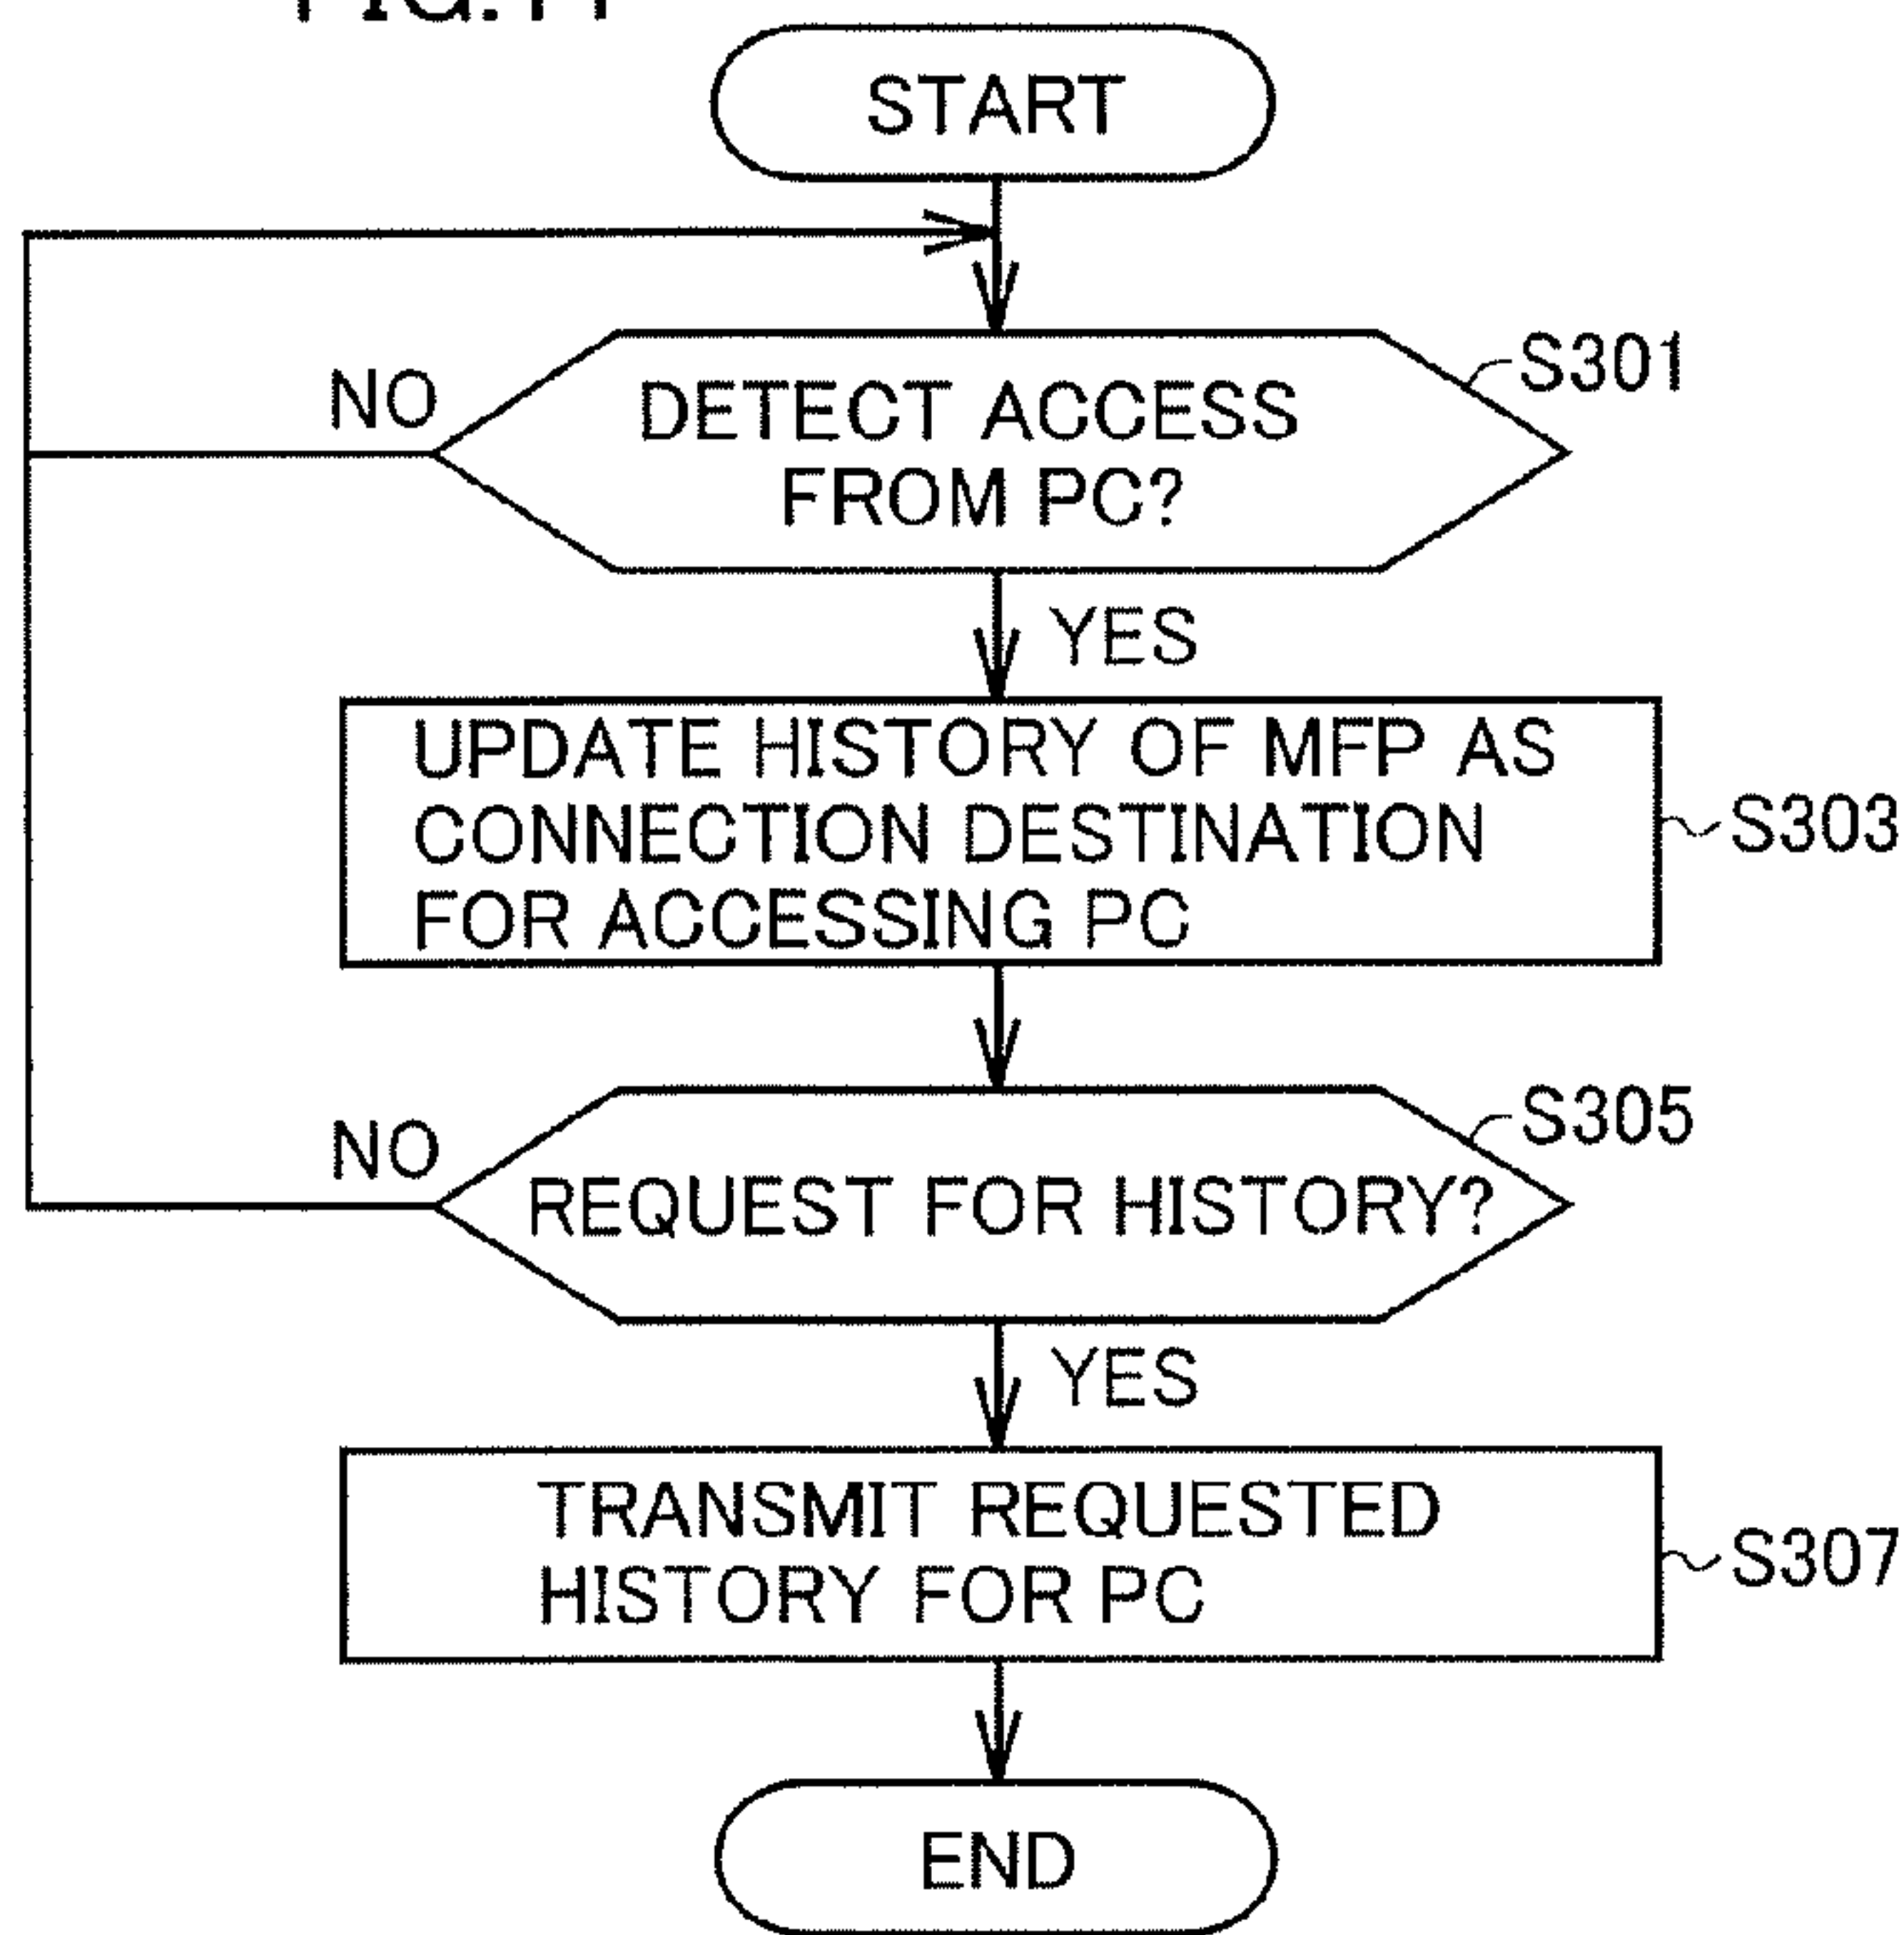 START
NO
DETECT ACCESS
FROM PC?
S301
YES
UPDATE HISTORY OF MFP AS
CONNECTION DESTINATION
FOR ACCESSING PC
S303
NO
REQUEST FOR HISTORY?
S305
YES
TRANSMIT REQUESTED
HISTORY FOR PC
S307
END